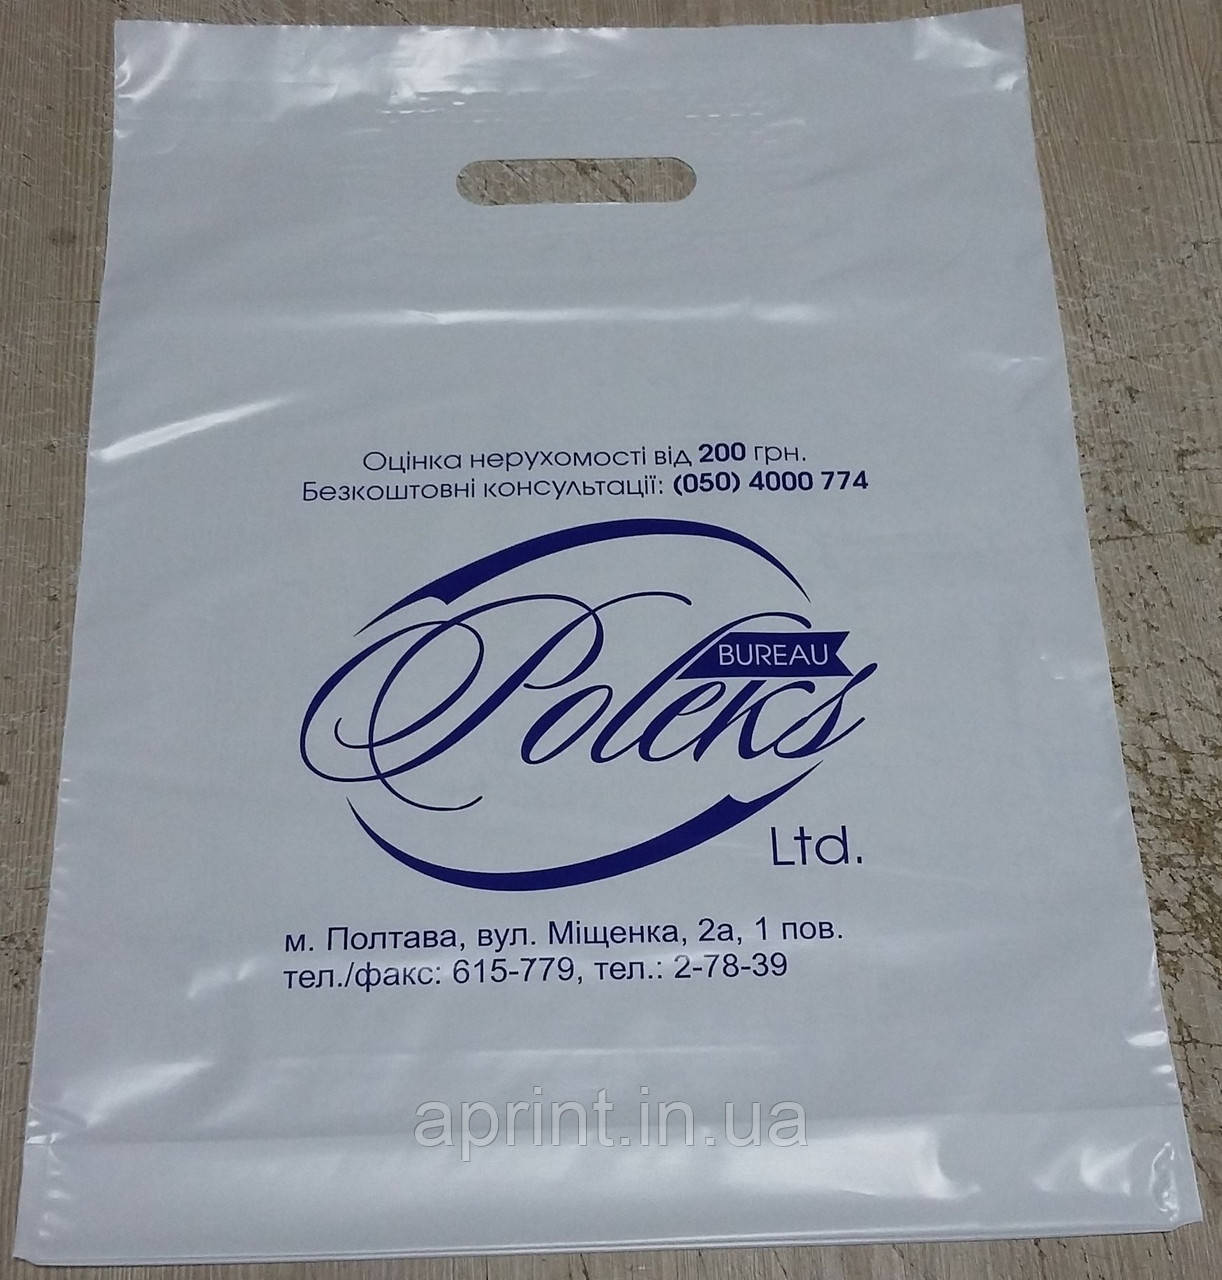 Оцінка нерухомості від 200 грн.
Безкоштовні консультації: (050) 4000 774
BUREAU
Poleks
Ltd.
м. Полтава, вул. Міщенка, 2а, 1 пов.
тел./факс: 615-779, тел.: 2-78-39
aprint.in.ua